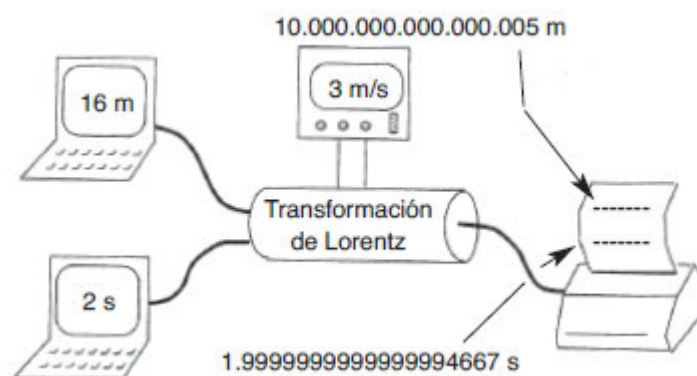 10.000.000.000.000.005 m
16 m
3 m/s
Transformación
de Lorentz
2 s
1.9999999999999994667 s